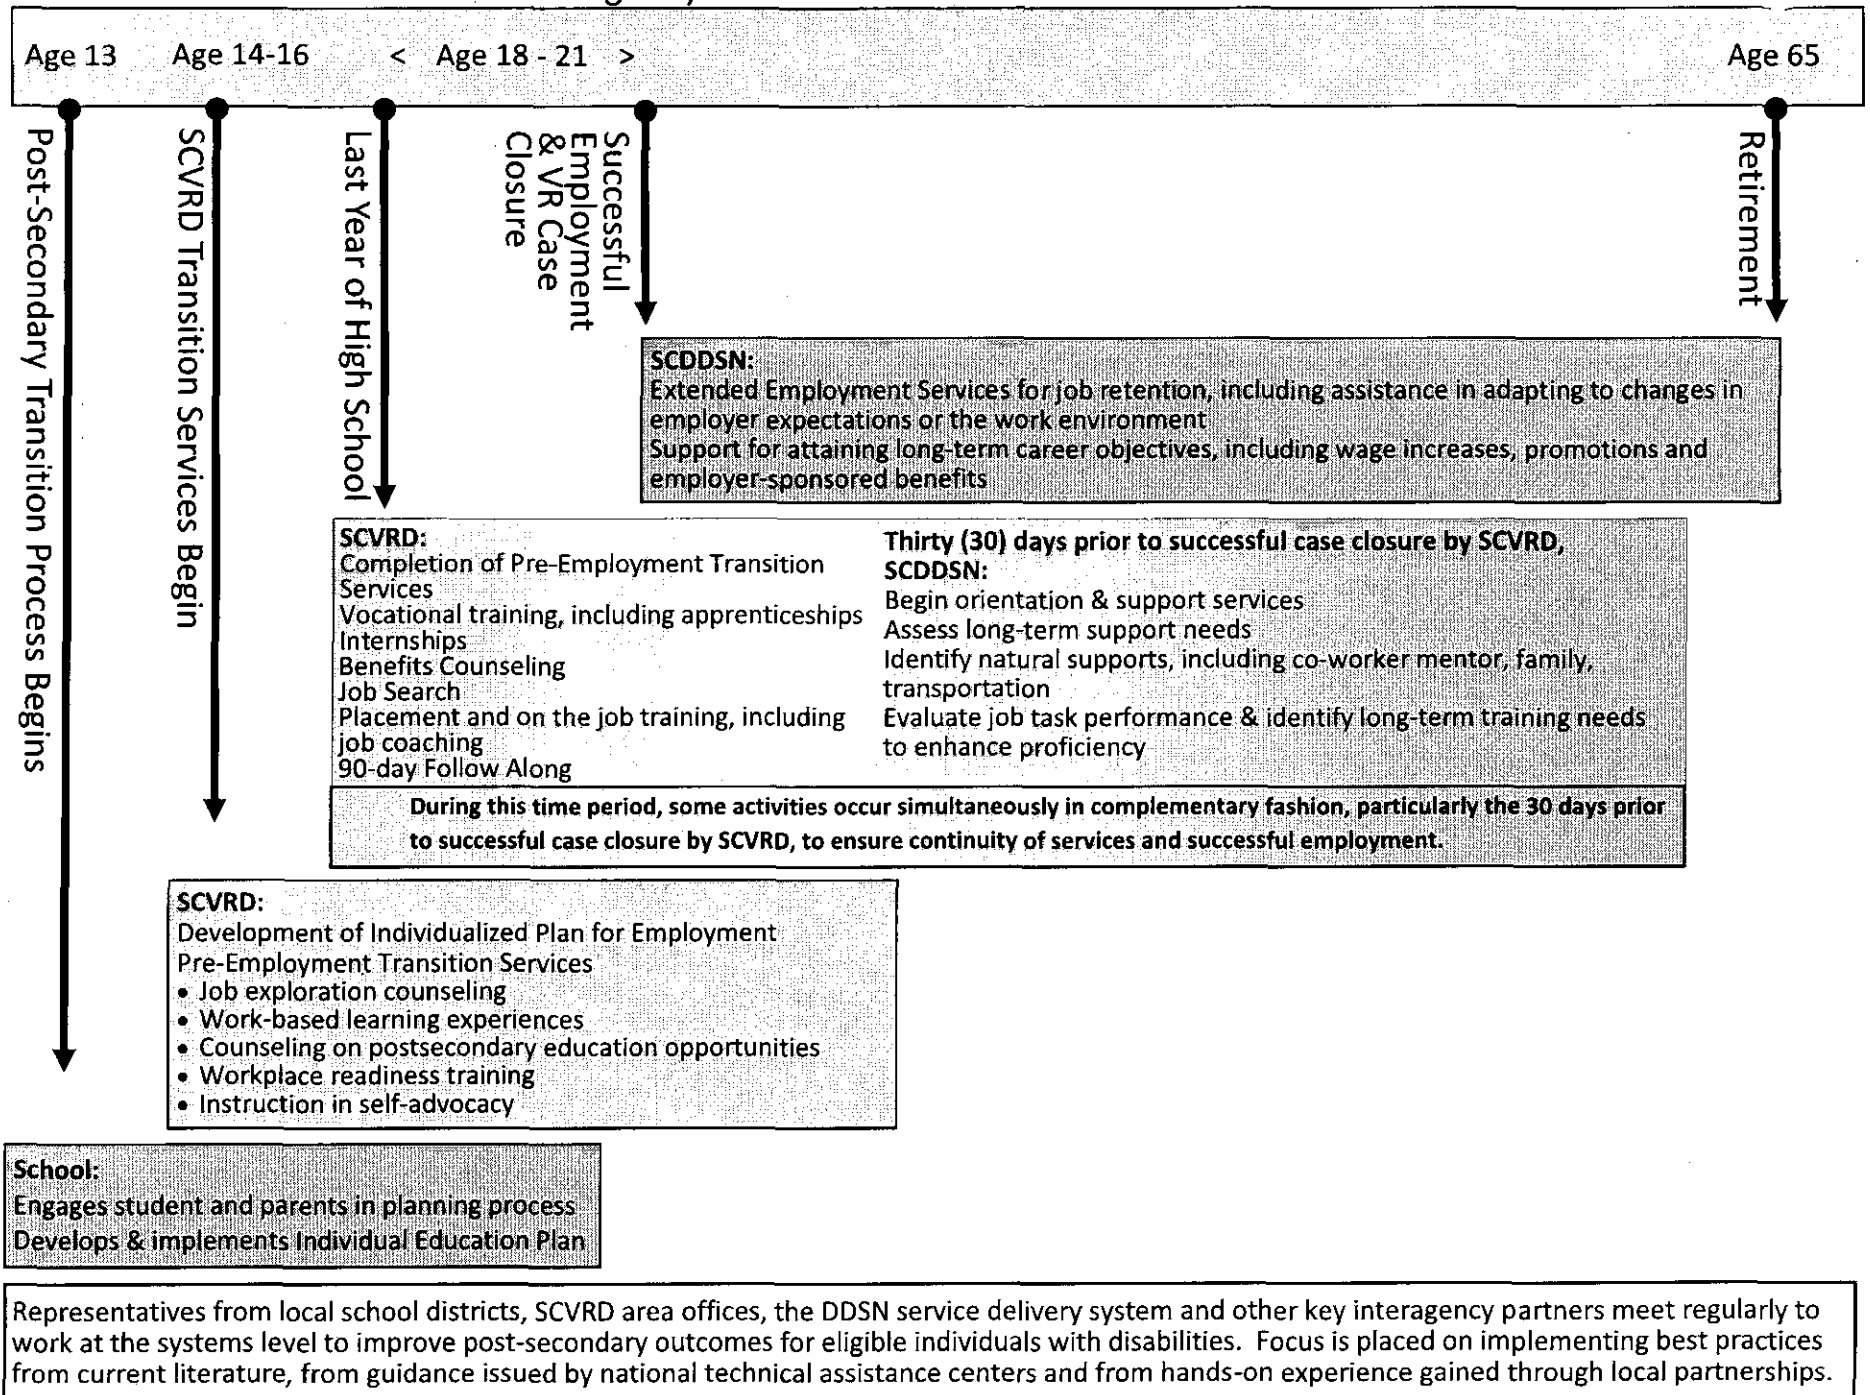 Age 13 Age 14-16 < Age 18 - 21 > Age 65
Post-Secondary Transition Process Begins
SCVRD Transition Services Begin
Last Year of High School
Successful
Employment
& VR Case
Closure
Retirement
SCDDSN:
Extended Employment Services for job retention, including assistance in adapting to changes in
employer expectations or the work environment
Support for attaining long-term career objectives, including wage increases, promotions and
employer-sponsored benefits
SCVRD:
Completion of Pre-Employment Transition
Services
Vocational training, including apprenticeships
Internships
Benefits Counseling
Job Search
Placement and on the job training, including
job coaching
90-day Follow Along
Thirty (30) days prior to successful case closure by SCVRD,
SCDDSN:
Begin orientation & support services
Assess long-term support needs
Identify natural supports, including co-worker mentor, family,
transportation
Evaluate job task performance & identify long-term training needs
to enhance proficiency
During this time period, some activities occur simultaneously in complementary fashion, particularly the 30 days prior
to successful case closure by SCVRD, to ensure continuity of services and successful employment.
SCVRD:
Development of Individualized Plan for Employment
Pre-Employment Transition Services
• Job exploration counseling
• Work-based learning experiences
• Counseling on postsecondary education opportunities
• Workplace readiness training
• Instruction in self-advocacy
School:
Engages student and parents in planning process
Develops & implements Individual Education Plan
Representatives from local school districts, SCVRD area offices, the DDSN service delivery system and other key interagency partners meet regularly to
work at the systems level to improve post-secondary outcomes for eligible individuals with disabilities. Focus is placed on implementing best practices
from current literature, from guidance issued by national technical assistance centers and from hands-on experience gained through local partnerships.